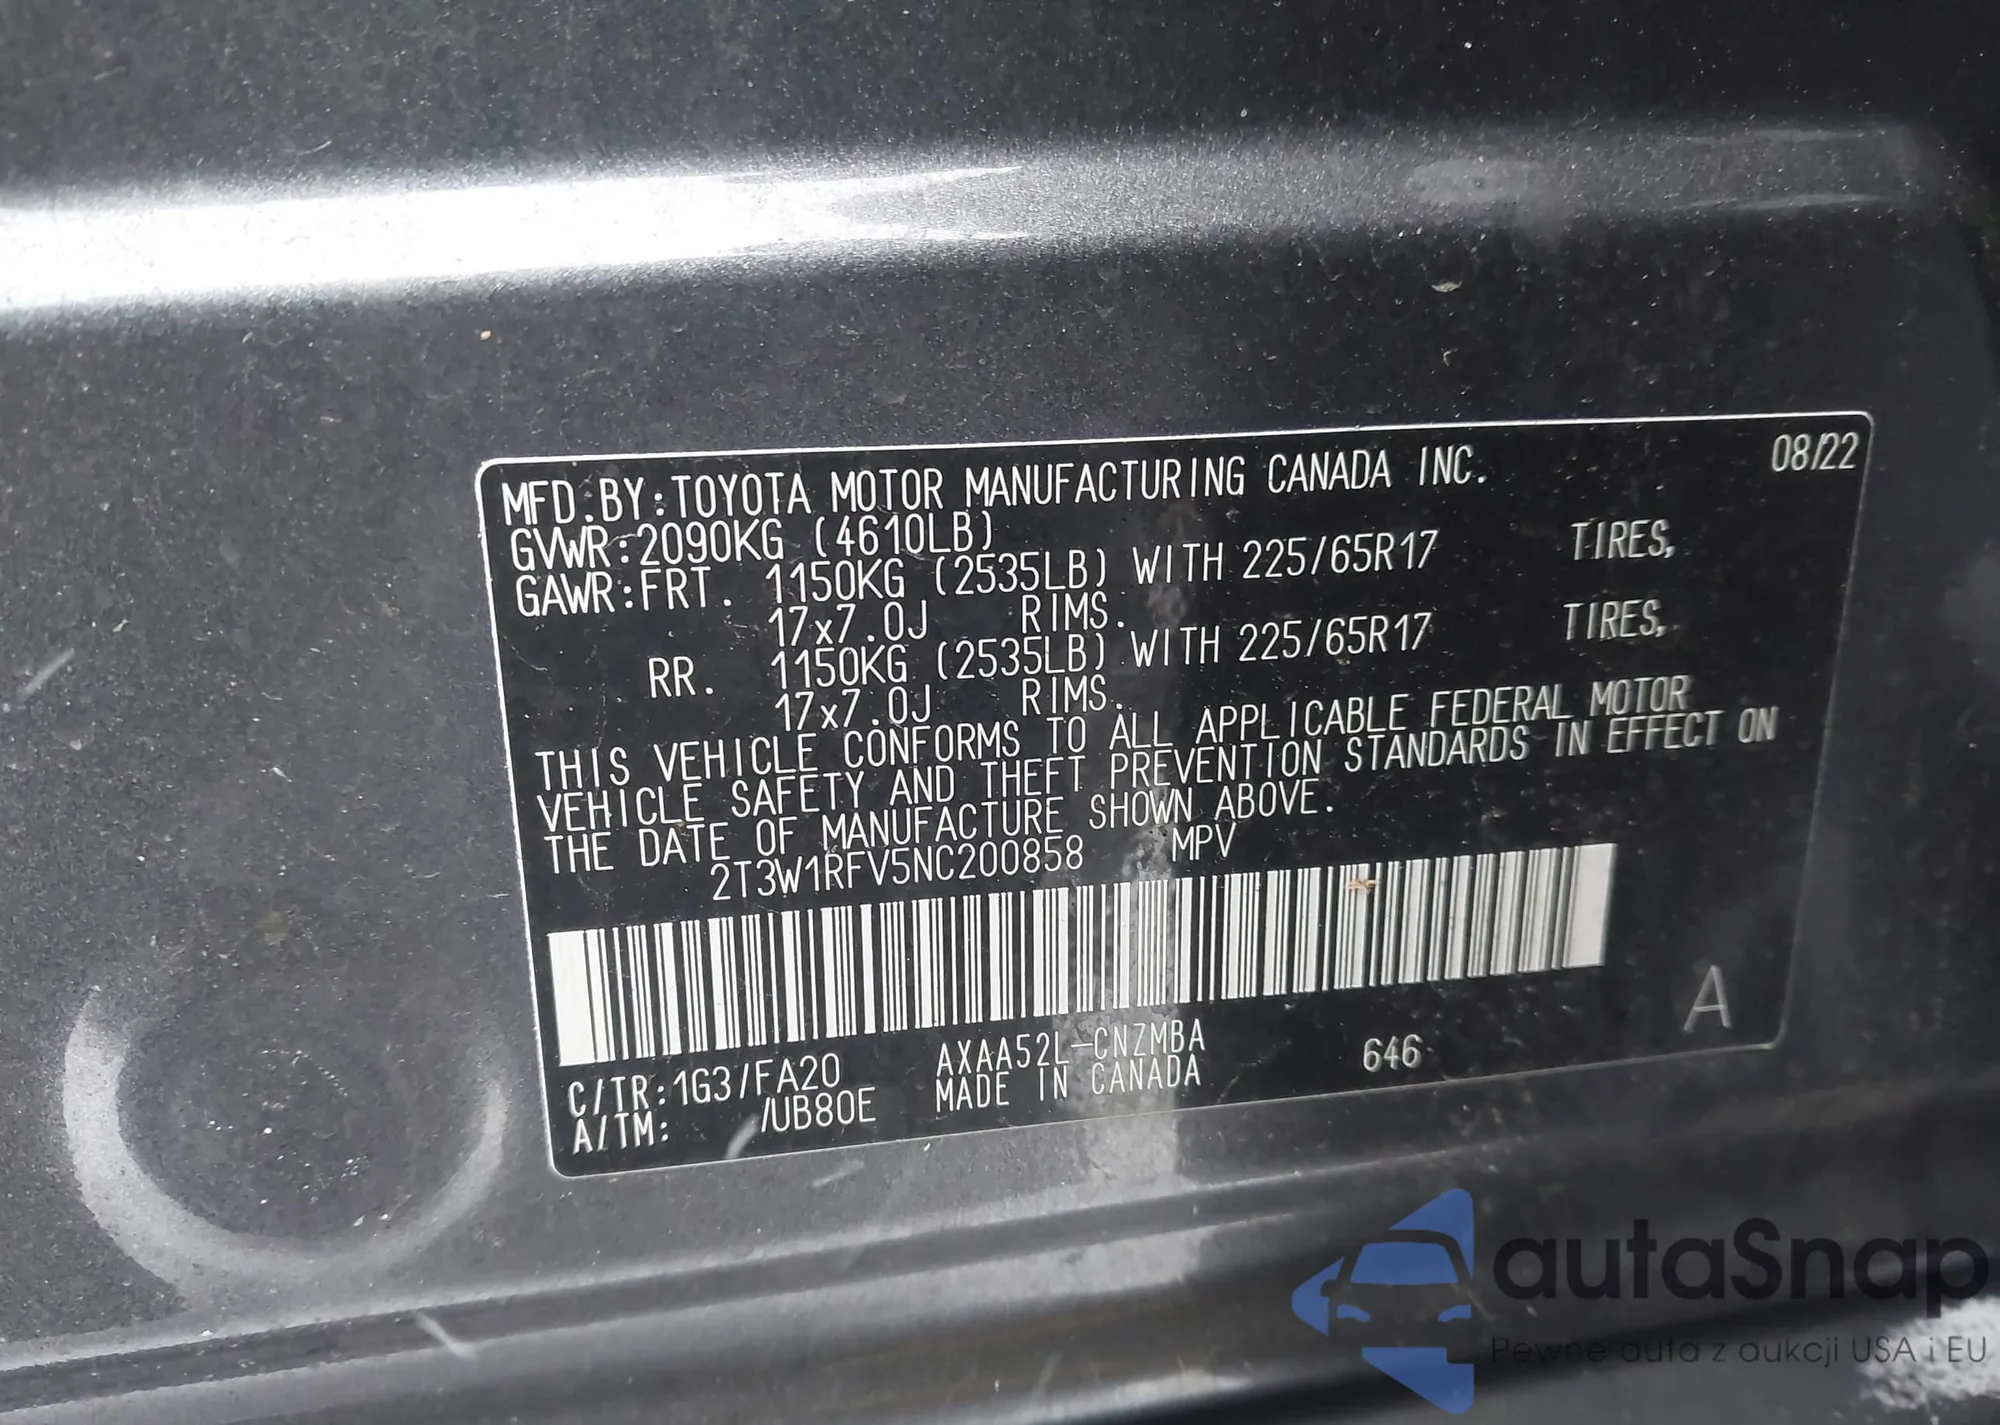 MFD.BY:TOYOTA MOTOR MANUFACTURING CANADA INC. 08/22
GVWR:2090KG (4610LB)
GAWR:FRT. 1150KG (2535LB) WITH 225/65R17 TIRES,
17x7.0J RIMS.
RR. 1150KG (2535LB) WITH 225/65R17 TIRES,
17x7.0J RIMS.
THIS VEHICLE CONFORMS TO ALL APPLICABLE FEDERAL MOTOR
VEHICLE SAFETY AND THEFT PREVENTION STANDARDS IN EFFECT ON
THE DATE OF MANUFACTURE SHOWN ABOVE.
2T3W1RFV5NC200858 MPV
A
C/TR:1G3/FA20 AXAA52L-CNZMBA 646
A/TM: /UB80E MADE IN CANADA
autaSnap
Pewne auta z aukcji USA i EU